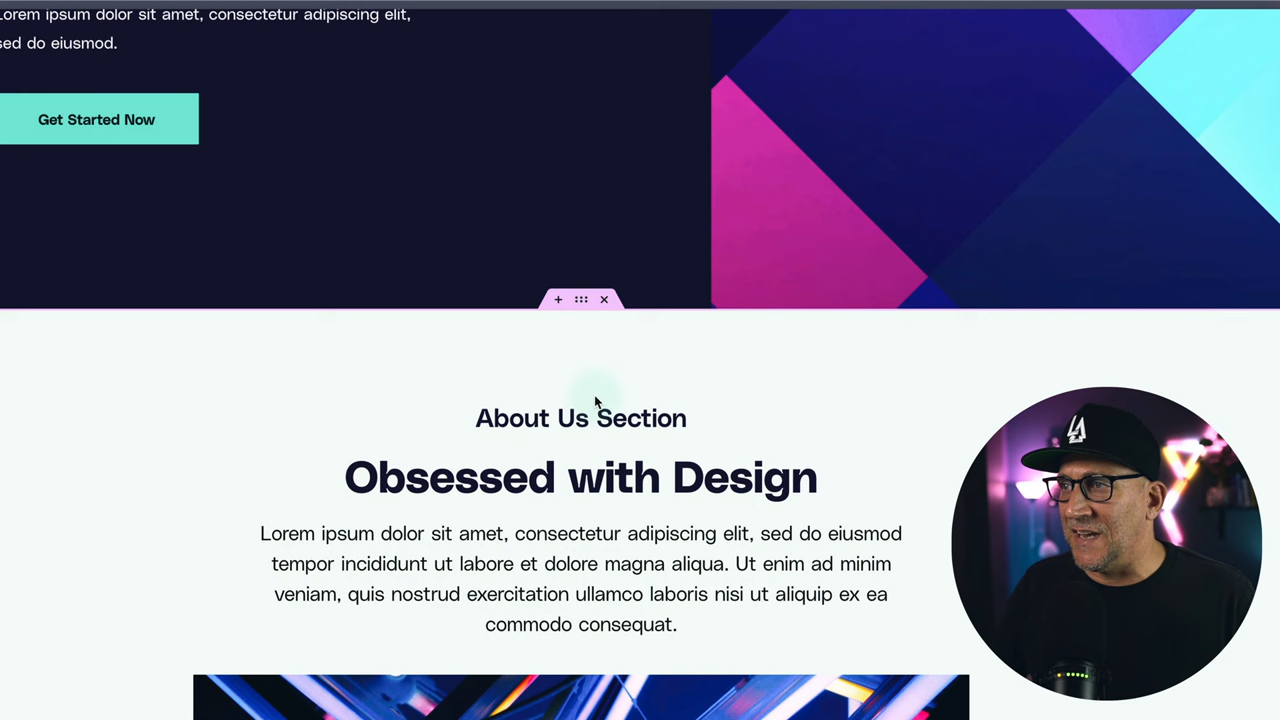 Lorem ipsum dolor sit amet, consectetur adipiscing elit,
sed do eiusmod.
Get Started Now
About Us Section
Obsessed with Design
Lorem ipsum dolor sit amet, consectetur adipiscing elit, sed do eiusmod
tempor incididunt ut labore et dolore magna aliqua. Ut enim ad minim
veniam, quis nostrud exercitation ullamco laboris nisi ut aliquip ex ea
commodo consequat.
LA